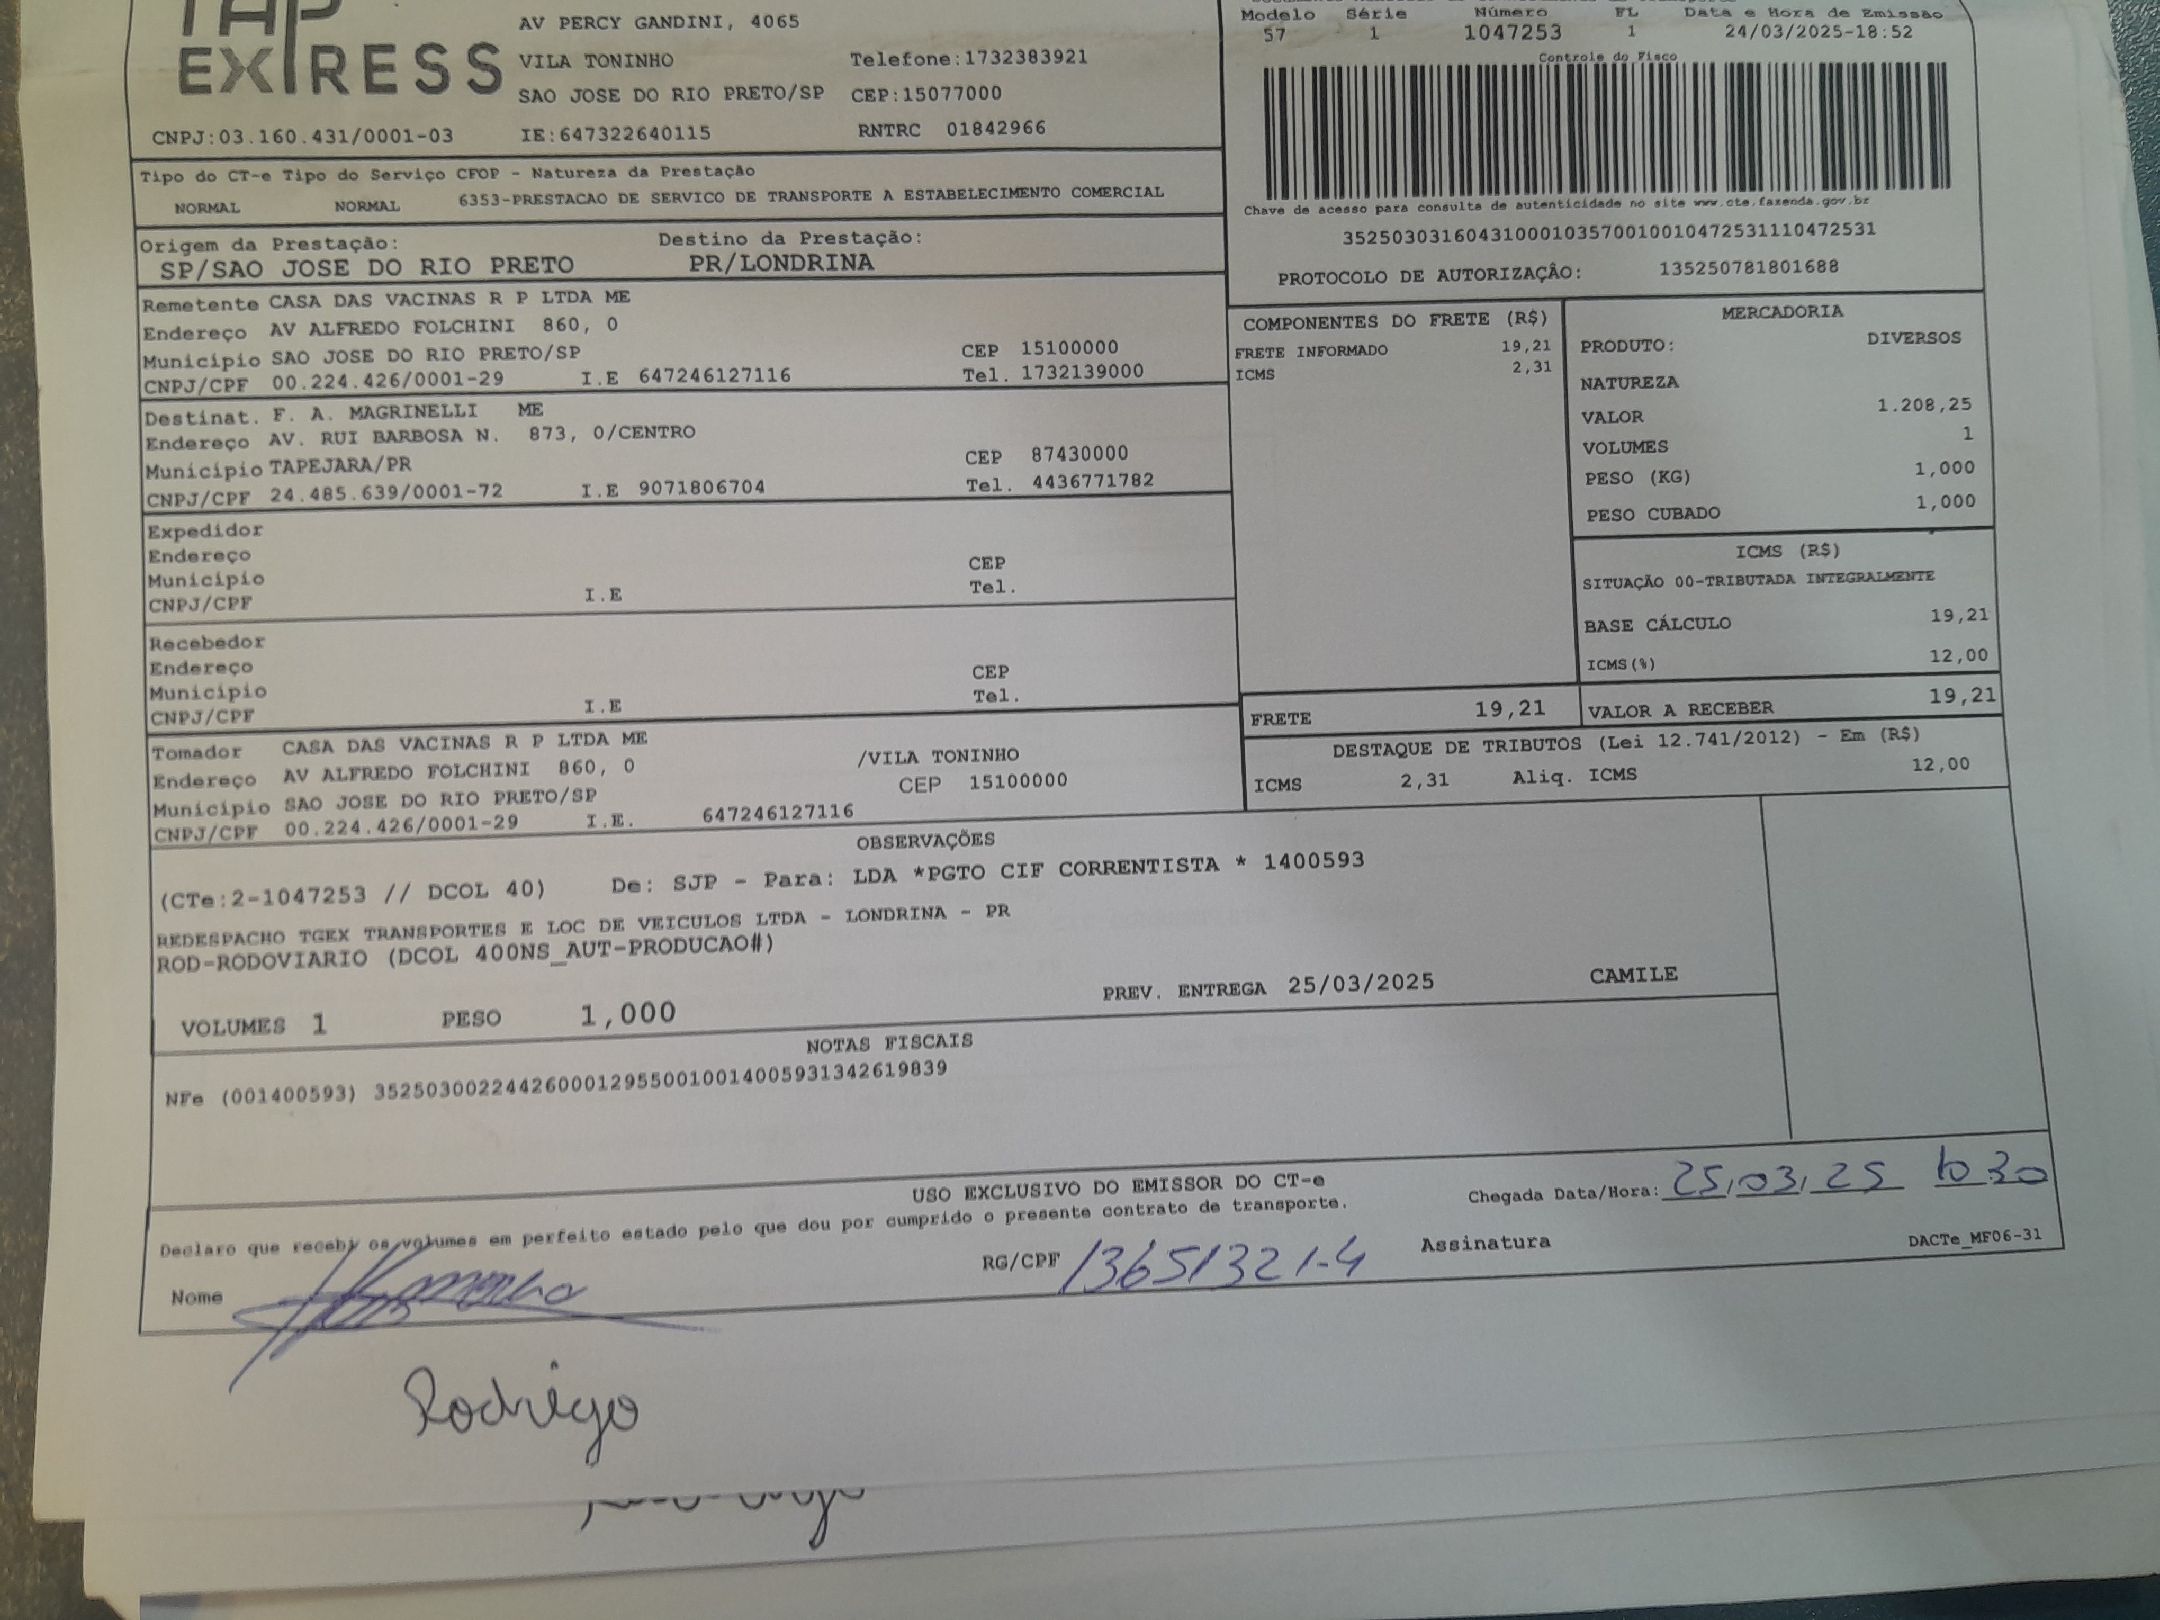 TAP
EXPRESS
AV PERCY GANDINI, 4065
VILA TONINHO Telefone:1732383921
SAO JOSE DO RIO PRETO/SP CEP:15077000
CNPJ:03.160.431/0001-03 IE:647322640115 RNTRC 01842966
Modelo Série Número FL Data e Hora de Emissão
57 1 1047253 1 24/03/2025-18:52
Controle do Fisco
Chave de acesso para consulta de autenticidade no site www.cte.fazenda.gov.br
35250303160431000103570010010472531110472531
PROTOCOLO DE AUTORIZAÇÂO: 135250781801688
Tipo do CT-e Tipo do Serviço CFOP - Natureza da Prestação
NORMAL NORMAL 6353-PRESTACAO DE SERVICO DE TRANSPORTE A ESTABELECIMENTO COMERCIAL
Origem da Prestação: Destino da Prestação:
SP/SAO JOSE DO RIO PRETO PR/LONDRINA
Remetente CASA DAS VACINAS R P LTDA ME
Endereço AV ALFREDO FOLCHINI 860, 0
Município SAO JOSE DO RIO PRETO/SP CEP 15100000
CNPJ/CPF 00.224.426/0001-29 I.E 647246127116 Tel. 1732139000
Destinat. F. A. MAGRINELLI ME
Endereço AV. RUI BARBOSA N. 873, 0/CENTRO
Município TAPEJARA/PR CEP 87430000
CNPJ/CPF 24.485.639/0001-72 I.E 9071806704 Tel. 4436771782
Expedidor
Endereço
Município CEP
CNPJ/CPF I.E Tel.
Recebedor
Endereço
Município CEP
CNPJ/CPF I.E Tel.
Tomador CASA DAS VACINAS R P LTDA ME
Endereço AV ALFREDO FOLCHINI 860, 0 /VILA TONINHO
Município SAO JOSE DO RIO PRETO/SP CEP 15100000
CNPJ/CPF 00.224.426/0001-29 I.E. 647246127116
COMPONENTES DO FRETE (R$)
FRETE INFORMADO 19,21
ICMS 2,31
MERCADORIA
PRODUTO: DIVERSOS
NATUREZA
VALOR 1.208,25
VOLUMES 1
PESO (KG) 1,000
PESO CUBADO 1,000
ICMS (R$)
SITUAÇÃO 00-TRIBUTADA INTEGRALMENTE
BASE CÁLCULO 19,21
ICMS(%) 12,00
FRETE 19,21 VALOR A RECEBER 19,21
DESTAQUE DE TRIBUTOS (Lei 12.741/2012) - Em (R$)
ICMS 2,31 Aliq. ICMS 12,00
OBSERVAÇÕES
(CTe:2-1047253 // DCOL 40) De: SJP - Para: LDA *PGTO CIF CORRENTISTA * 1400593
REDESPACHO TGEX TRANSPORTES E LOC DE VEICULOS LTDA - LONDRINA - PR
ROD-RODOVIARIO (DCOL 400NS_AUT-PRODUCAO#)
PREV. ENTREGA 25/03/2025 CAMILE
VOLUMES 1 PESO 1,000
NOTAS FISCAIS
NFe (001400593) 35250300224426000129550010014005931342619839
USO EXCLUSIVO DO EMISSOR DO CT-e
Chegada Data/Hora: 25/03/25 10 30
Declaro que recebi os volumes em perfeito estado pelo que dou por cumprido o presente contrato de transporte.
Nome RG/CPF 13651321-4 Assinatura DACTe_MF06-31
Rodrigo